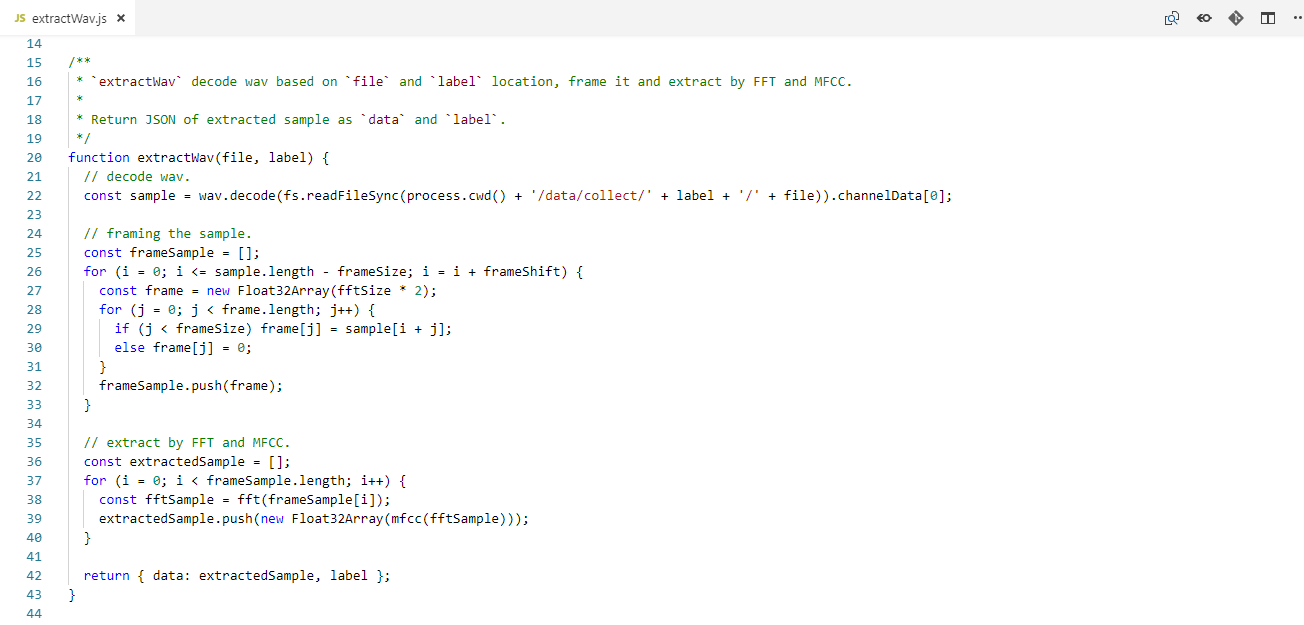 JS extractWav.js ×
14
15 /**
16  * `extractWav` decode wav based on `file` and `label` location, frame it and extract by FFT and MFCC.
17  *
18  * Return JSON of extracted sample as `data` and `label`.
19  */
20 function extractWav(file, label) {
21   // decode wav.
22   const sample = wav.decode(fs.readFileSync(process.cwd() + '/data/collect/' + label + '/' + file)).channelData[0];
23
24   // framing the sample.
25   const frameSample = [];
26   for (i = 0; i <= sample.length - frameSize; i = i + frameShift) {
27     const frame = new Float32Array(fftSize * 2);
28     for (j = 0; j < frame.length; j++) {
29       if (j < frameSize) frame[j] = sample[i + j];
30       else frame[j] = 0;
31     }
32     frameSample.push(frame);
33   }
34
35   // extract by FFT and MFCC.
36   const extractedSample = [];
37   for (i = 0; i < frameSample.length; i++) {
38     const fftSample = fft(frameSample[i]);
39     extractedSample.push(new Float32Array(mfcc(fftSample)));
40   }
41
42   return { data: extractedSample, label };
43 }
44